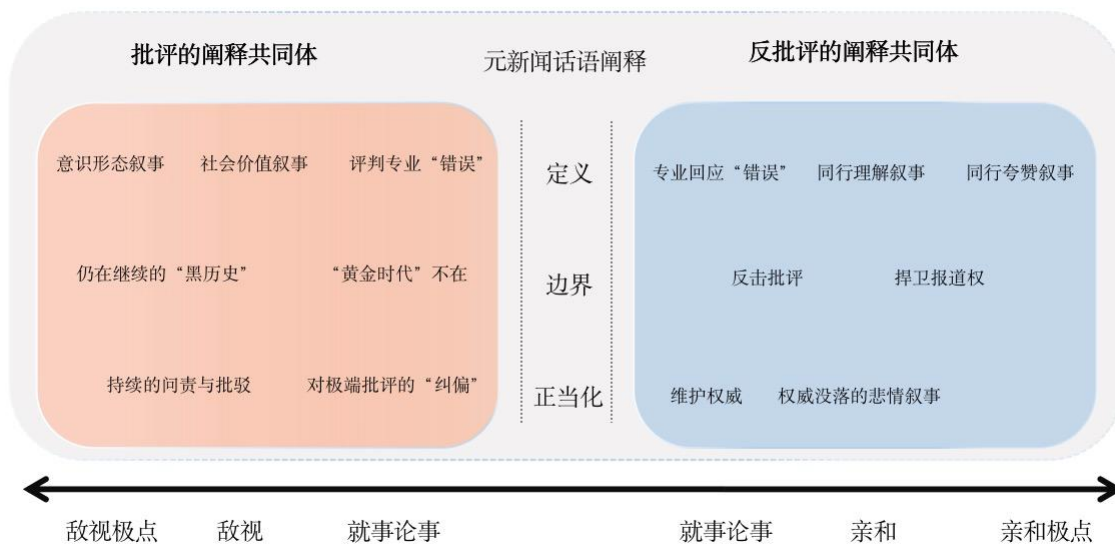 批评的阐释共同体
元新闻话语阐释
反批评的阐释共同体
意识形态叙事 社会价值叙事 评判专业“错误”
定义
专业回应“错误” 同行理解叙事 同行夸赞叙事
仍在继续的“黑历史” “黄金时代”不在
边界
反击批评 捍卫报道权
持续的问责与批驳 对极端批评的“纠偏”
正当化
维护权威 权威没落的悲情叙事
敌视极点 敌视 就事论事 就事论事 亲和 亲和极点